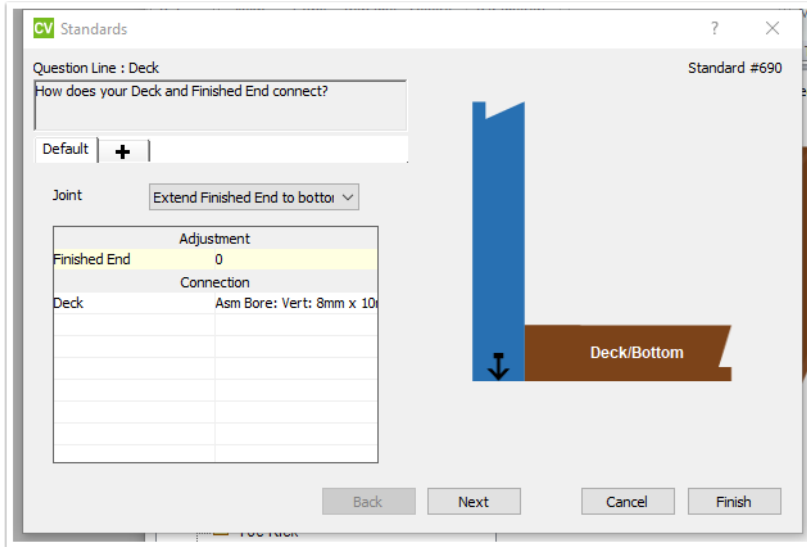 CV Standards ?
Question Line : Deck
Standard #690
How does your Deck and Finished End connect?
Default +
Joint
Extend Finished End to botto
Adjustment
Finished End 0
Connection
Deck Asm Bore: Vert: 8mm x 10
Deck/Bottom
Back Next Cancel Finish